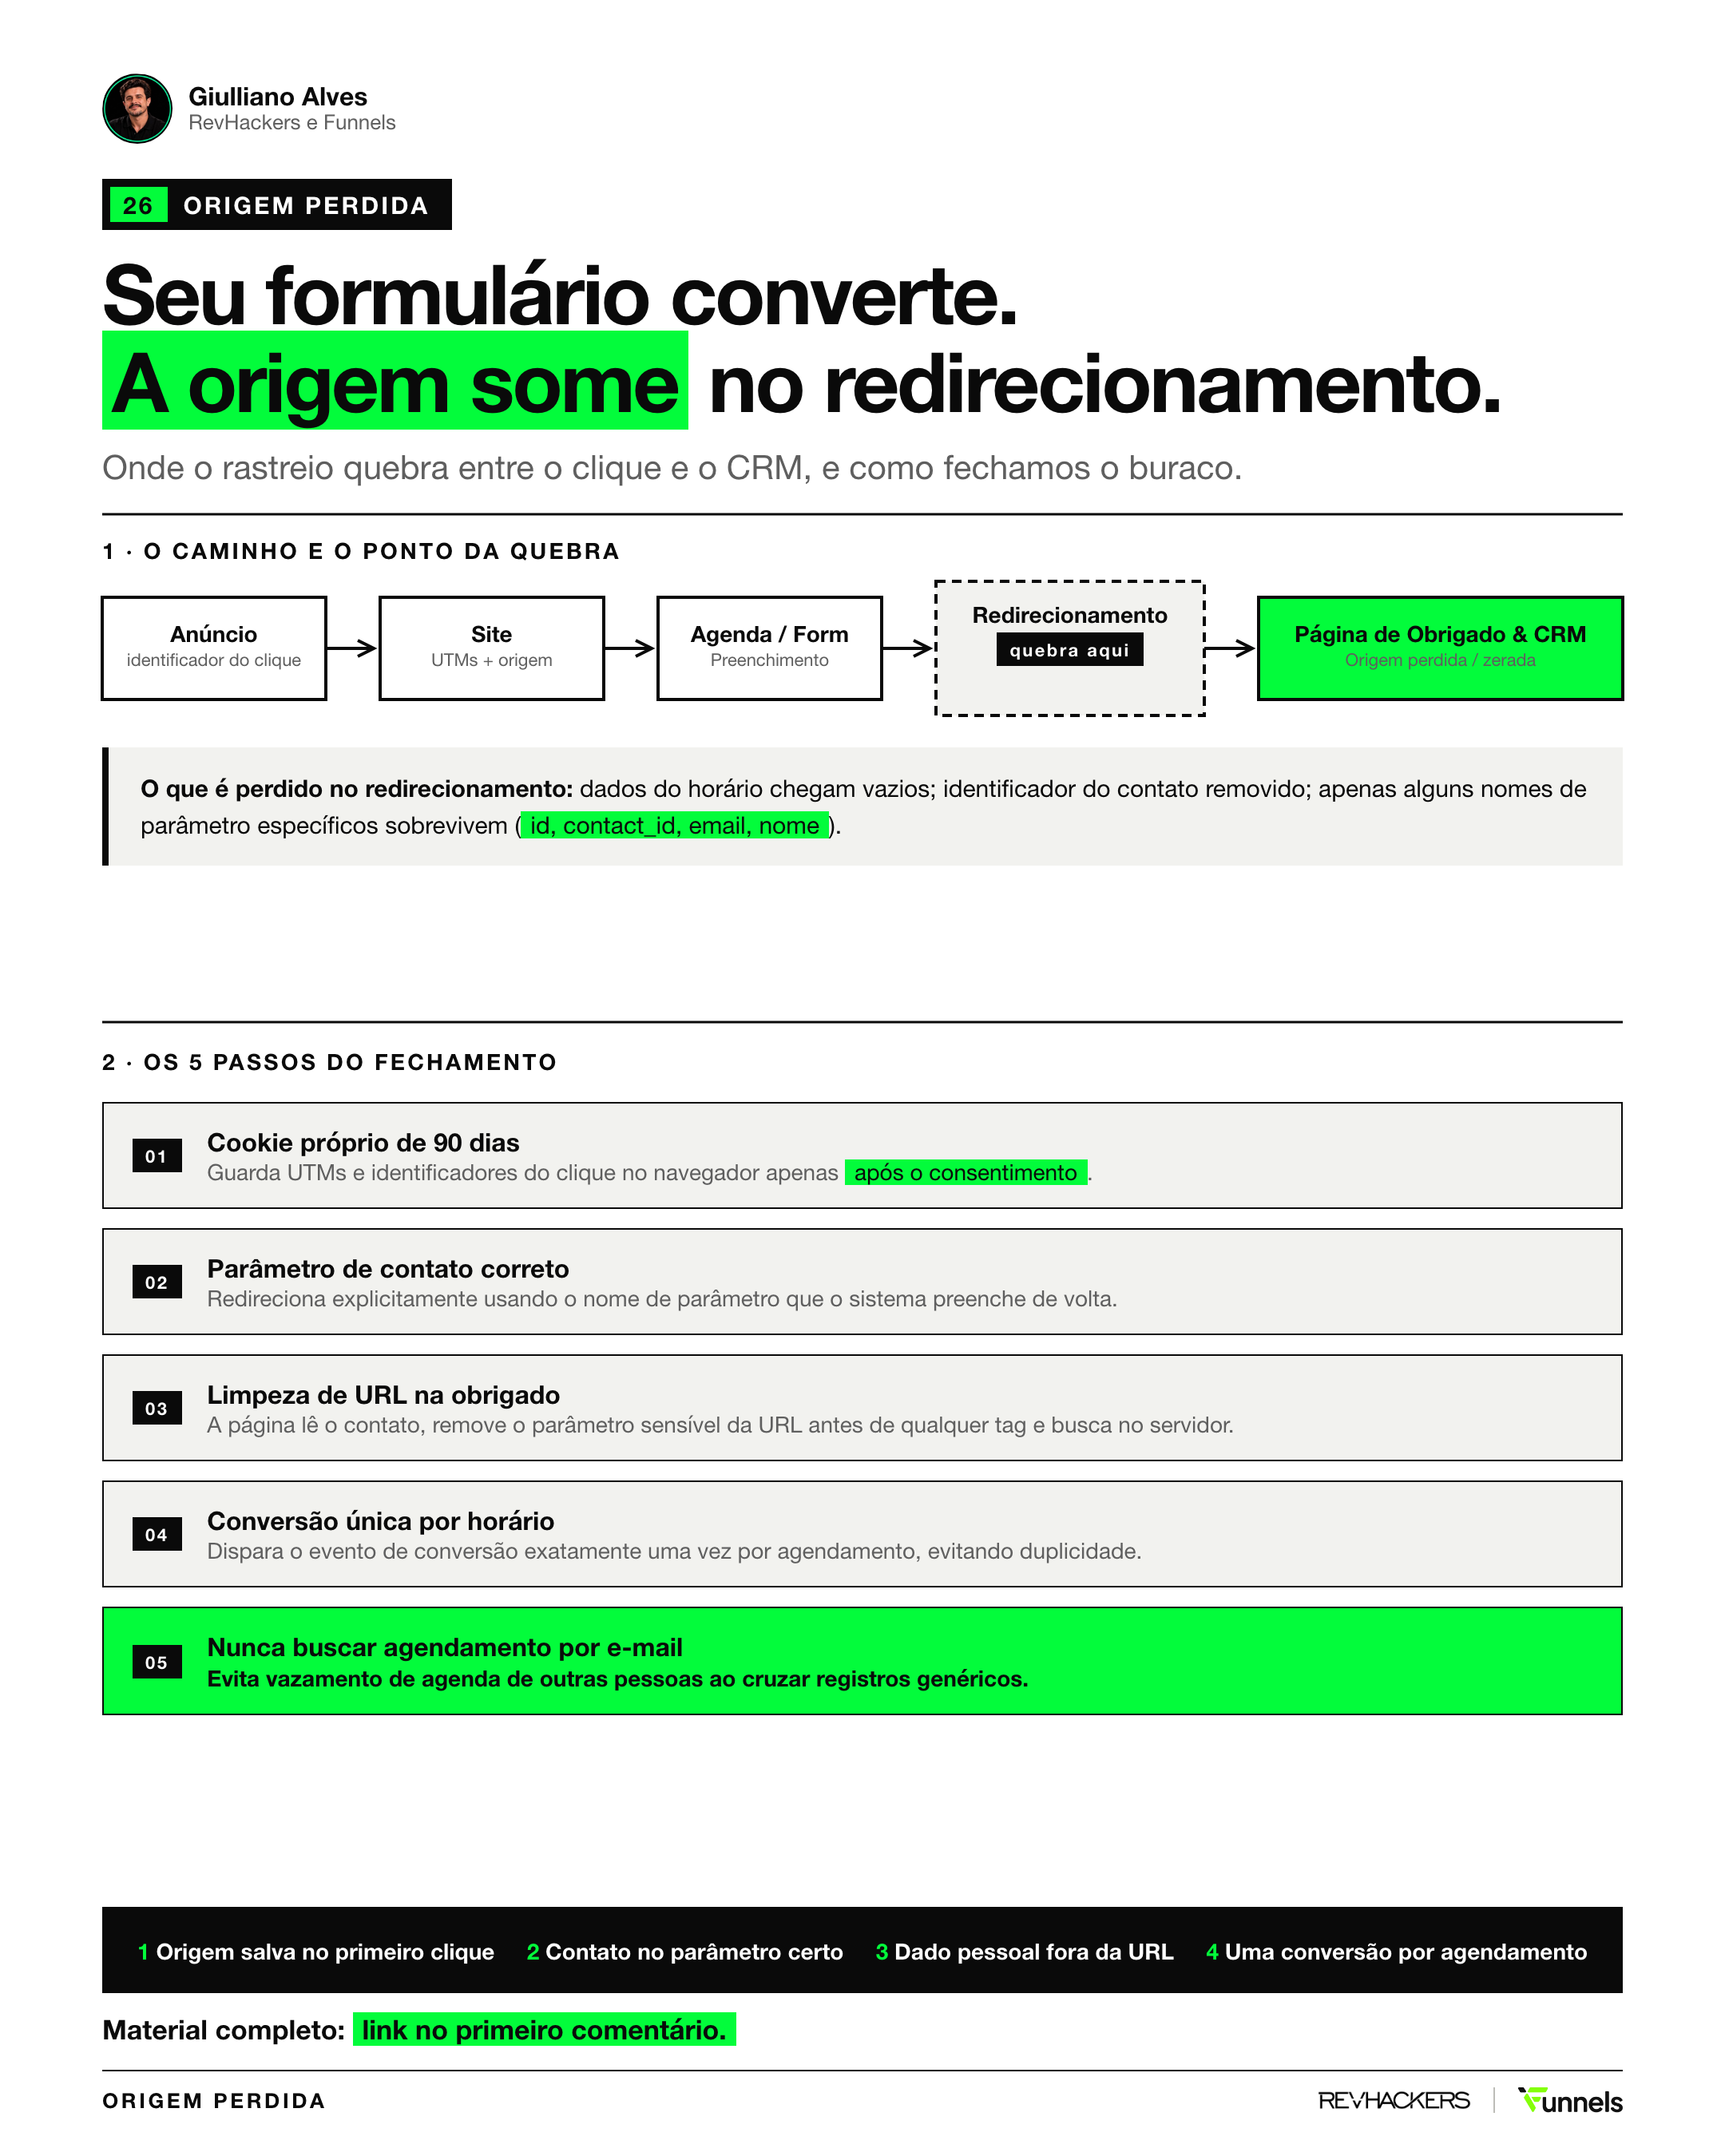 Giulliano Alves
RevHackers e Funnels
26 ORIGEM PERDIDA
Seu formulário converte.
A origem some no redirecionamento.
Onde o rastreio quebra entre o clique e o CRM, e como fechamos o buraco.
1 · O CAMINHO E O PONTO DA QUEBRA
Anúncio
identificador do clique
Site
UTMs + origem
Agenda / Form
Preenchimento
Redirecionamento
quebra aqui
Página de Obrigado & CRM
Origem perdida / zerada
O que é perdido no redirecionamento: dados do horário chegam vazios; identificador do contato removido; apenas alguns nomes de
parâmetro específicos sobrevivem ( id, contact_id, email, nome ).
2 · OS 5 PASSOS DO FECHAMENTO
01
Cookie próprio de 90 dias
Guarda UTMs e identificadores do clique no navegador apenas após o consentimento .
02
Parâmetro de contato correto
Redireciona explicitamente usando o nome de parâmetro que o sistema preenche de volta.
03
Limpeza de URL na obrigado
A página lê o contato, remove o parâmetro sensível da URL antes de qualquer tag e busca no servidor.
04
Conversão única por horário
Dispara o evento de conversão exatamente uma vez por agendamento, evitando duplicidade.
05
Nunca buscar agendamento por e-mail
Evita vazamento de agenda de outras pessoas ao cruzar registros genéricos.
1 Origem salva no primeiro clique 2 Contato no parâmetro certo 3 Dado pessoal fora da URL 4 Uma conversão por agendamento
Material completo: link no primeiro comentário.
ORIGEM PERDIDA
REVHACKERS
Funnels